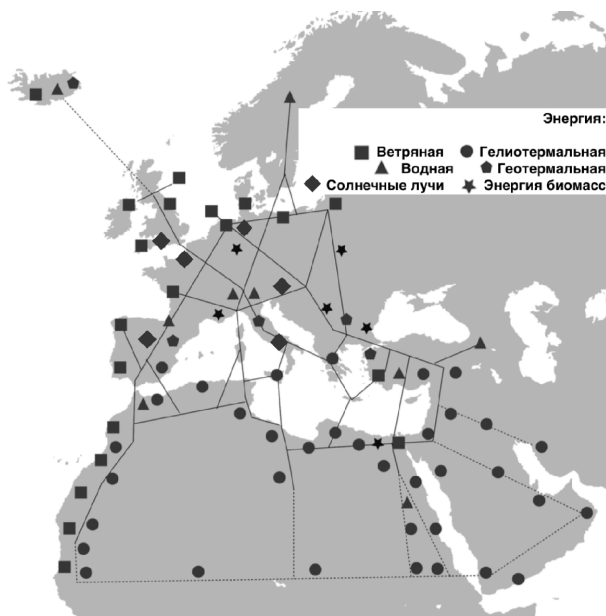 Энергия:
Ветряная Гелиотермальная
Водная Геотермальная
Солнечные лучи Энергия биомасс